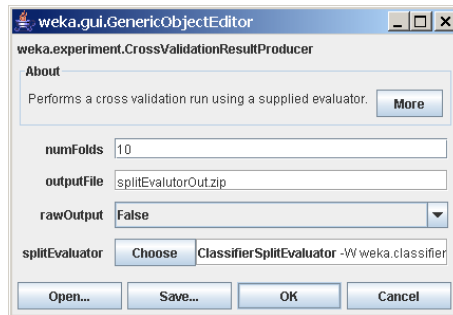 weka.gui.GenericObjectEditor
weka.experiment.CrossValidationResultProducer
About
Performs a cross validation run using a supplied evaluator. More
numFolds 10
outputFile splitEvalutorOut.zip
rawOutput False
splitEvaluator Choose ClassifierSplitEvaluator -W weka.classifier
Open... Save... OK Cancel